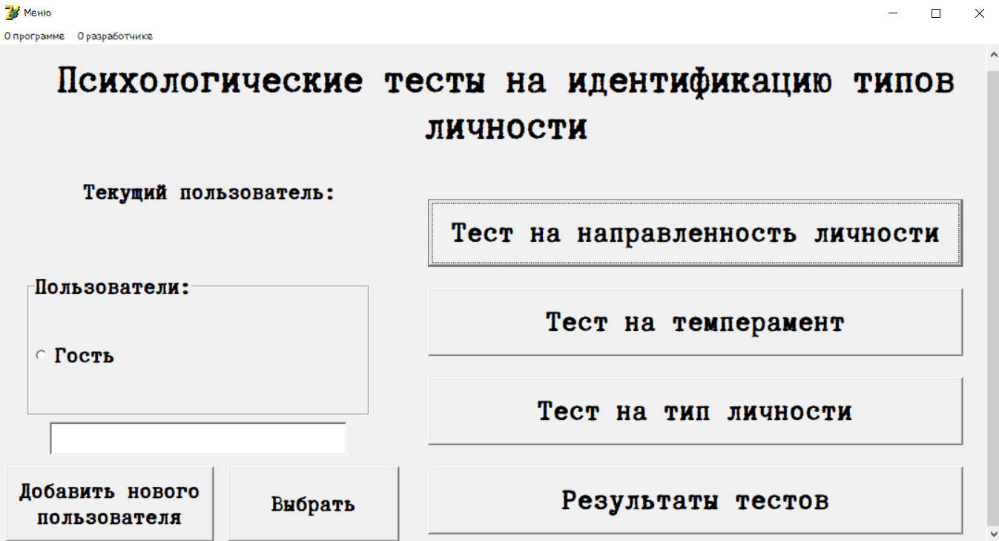 Меню
О программе О разработчике
Психологические тесты на идентификацию типов
личности
Текущий пользователь:
Пользователи:
Гость
Добавить нового
пользователя
Выбрать
Тест на направленность личности
Тест на темперамент
Тест на тип личности
Результаты тестов